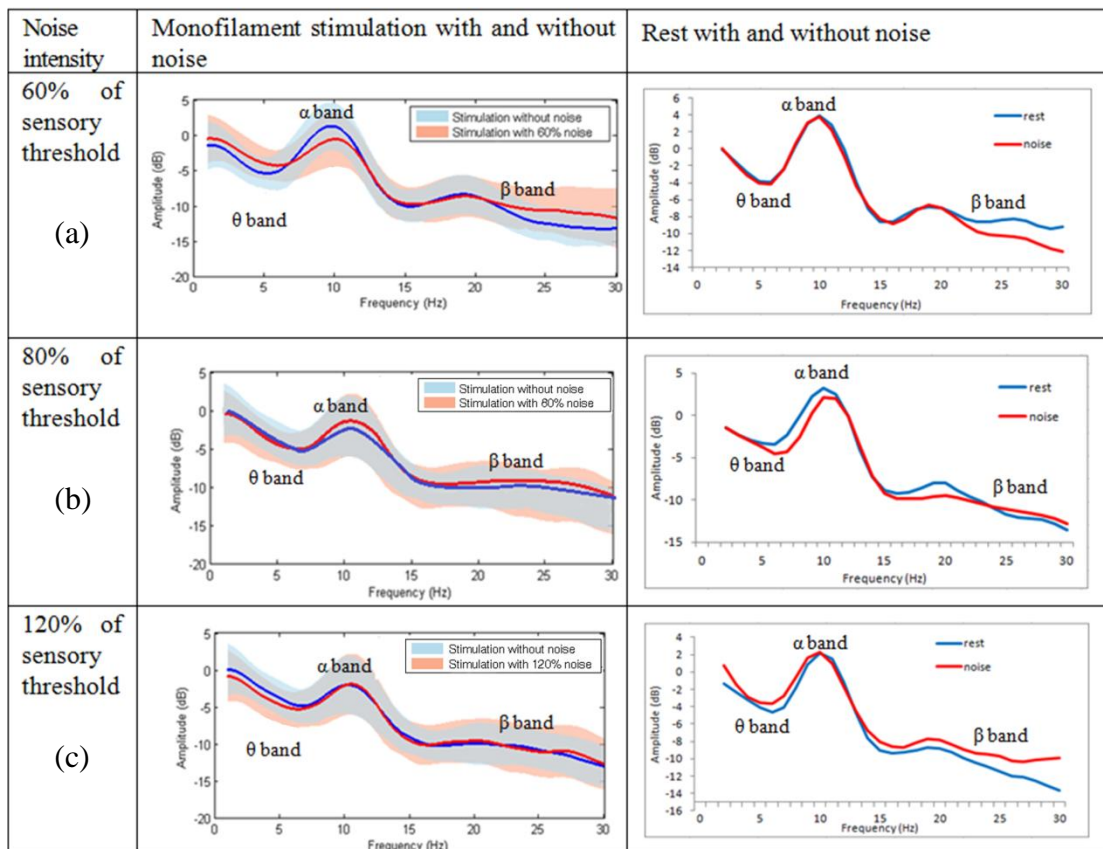 Noise
intensity
Monofilament stimulation with and without
noise
Rest with and without noise
60% of
sensory
threshold
(a)
α band
Stimulation without noise
Stimulation with 60% noise
θ band
β band
Amplitude (dB)
5
0
-5
-10
-15
-20
0 5 10 15 20 25 30
Frequency (Hz)
α band
rest
noise
θ band
β band
Amplitude (dB)
6
4
2
0
-2
-4
-6
-8
-10
-12
-14
0 5 10 15 20 25 30
Frequency (Hz)
80% of
sensory
threshold
(b)
α band
Stimulation without noise
Stimulation with 60% noise
θ band
β band
Amplitude (dB)
5
0
-5
-10
-15
-20
0 5 10 15 20 25 30
Frequency (Hz)
α band
rest
noise
θ band
β band
Amplitude (dB)
5
0
-5
-10
-15
0 5 10 15 20 25 30
Frequency (Hz)
120% of
sensory
threshold
(c)
α band
Stimulation without noise
Stimulation with 120% noise
θ band
β band
Amplitude (dB)
5
0
-5
-10
-15
-20
0 5 10 15 20 25 30
Frequency (Hz)
α band
rest
noise
θ band
β band
Amplitude (dB)
4
2
0
-2
-4
-6
-8
-10
-12
-14
-16
0 5 10 15 20 25 30
Frequency (Hz)